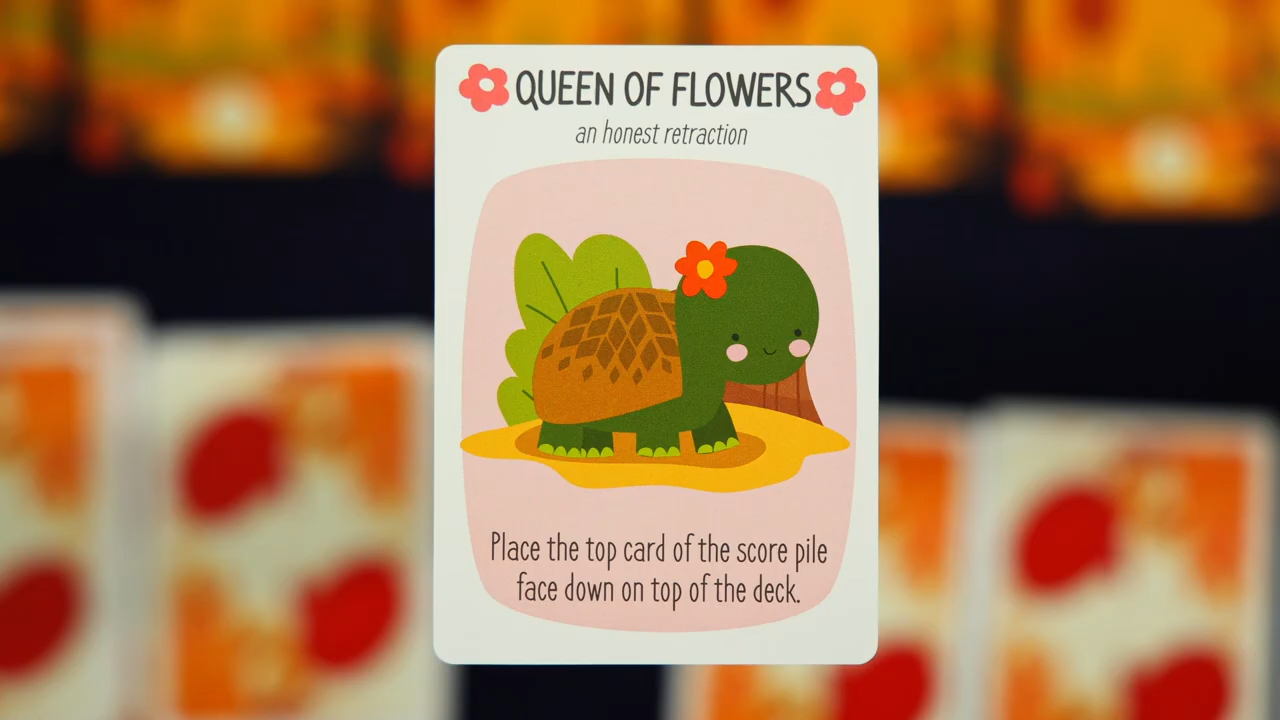 QUEEN OF FLOWERS
an honest retraction
Place the top card of the score pile
face down on top of the deck.